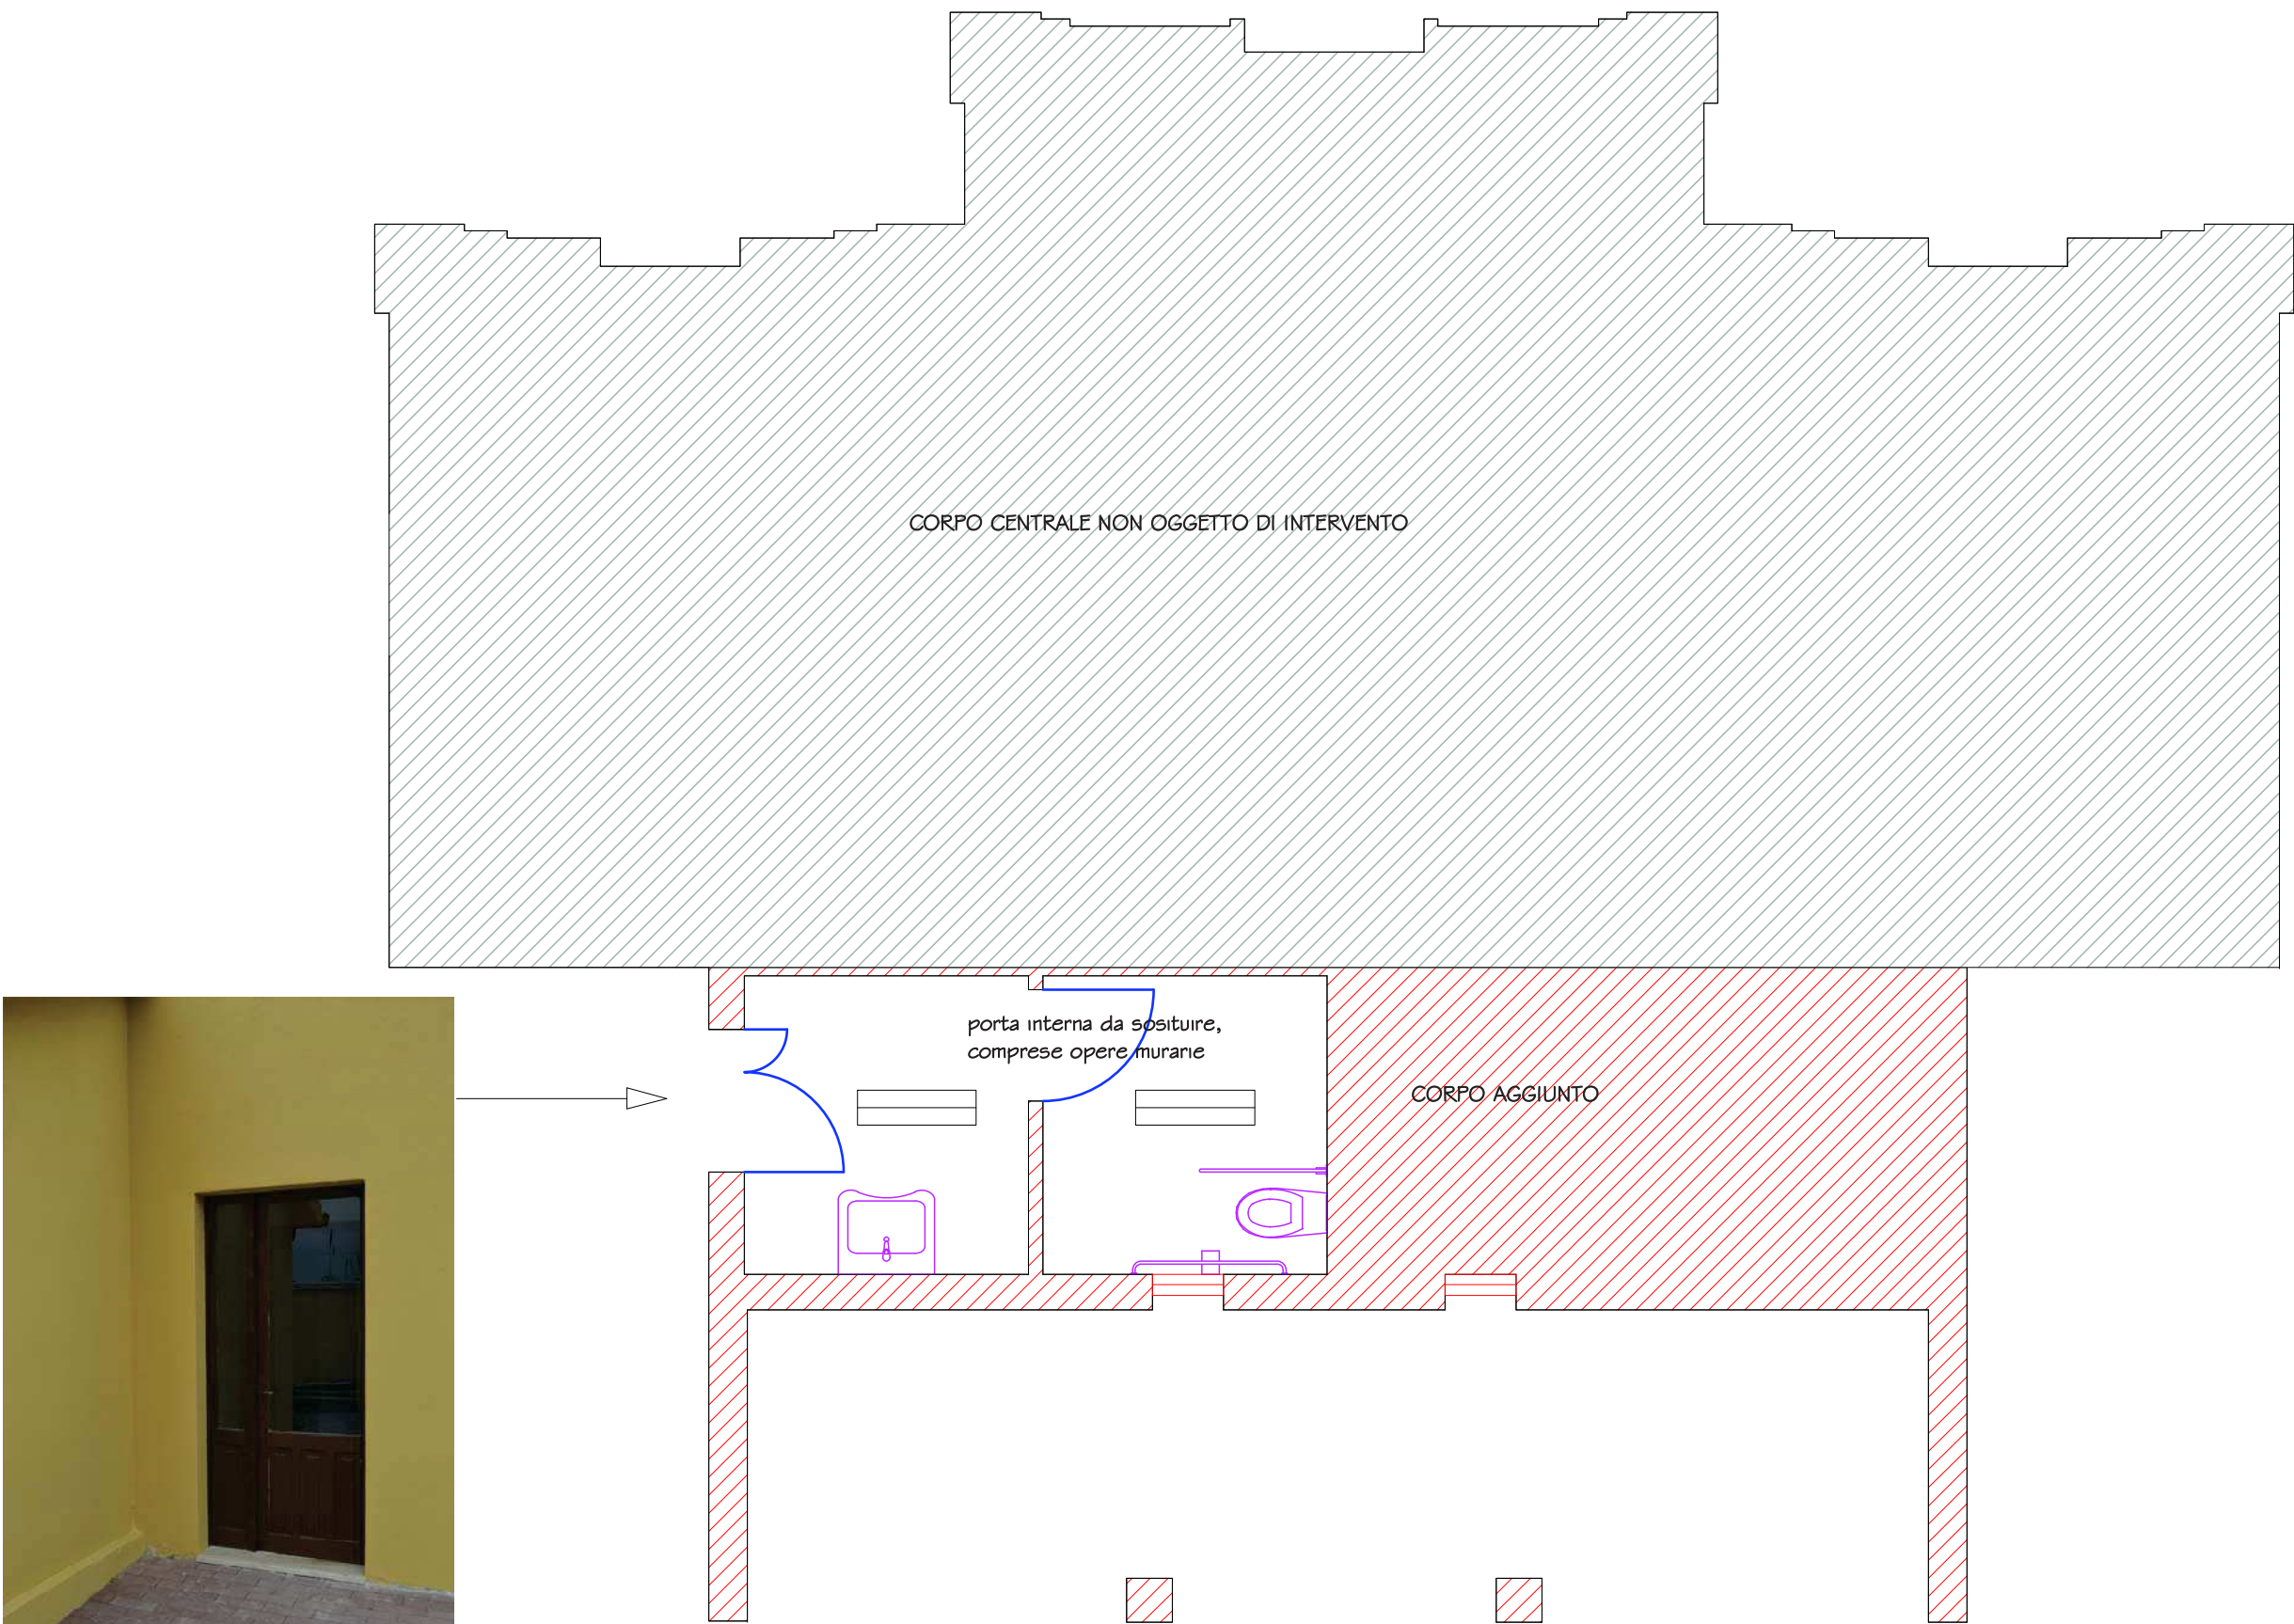 CORPO CENTRALE NON OGGETTO DI INTERVENTO
porta interna da sosituire,
comprese opere murarie
CORPO AGGIUNTO